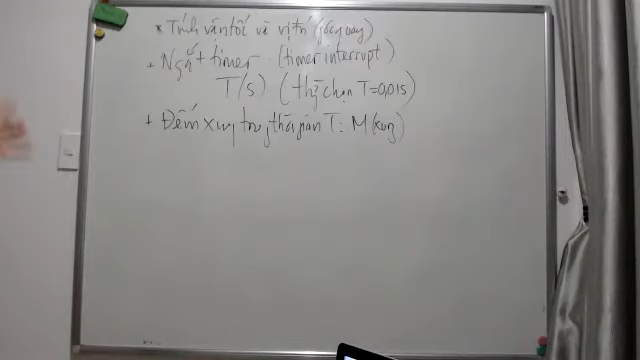 * Tính vận tốc và vị trí (góc quay)
+ Ngắt timer (timer interrupt)
T(s) (thg chọn T=0,01s)
+ Đếm xung trong thời gian T: M (xung)